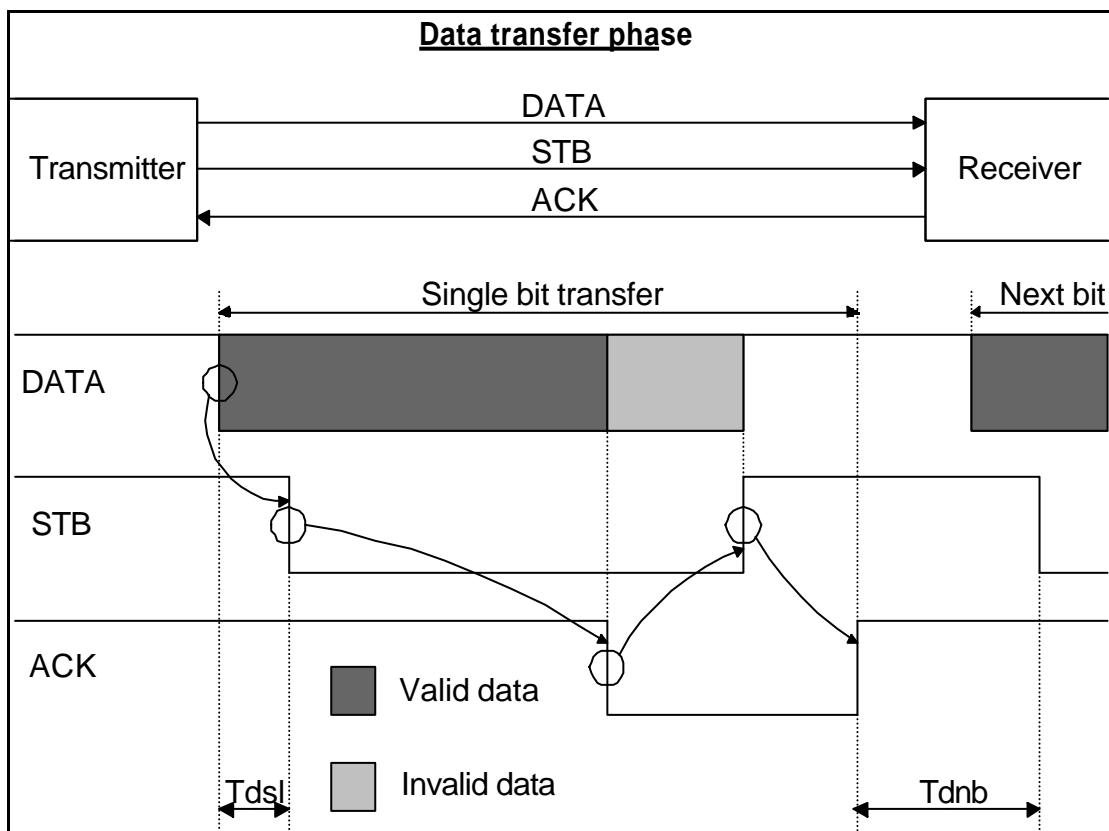 Data transfer phase
DATA
Transmitter
STB
Receiver
ACK
Single bit transfer
Next bit
DATA
STB
ACK
Valid data
Invalid data
Tdsl
Tdnb